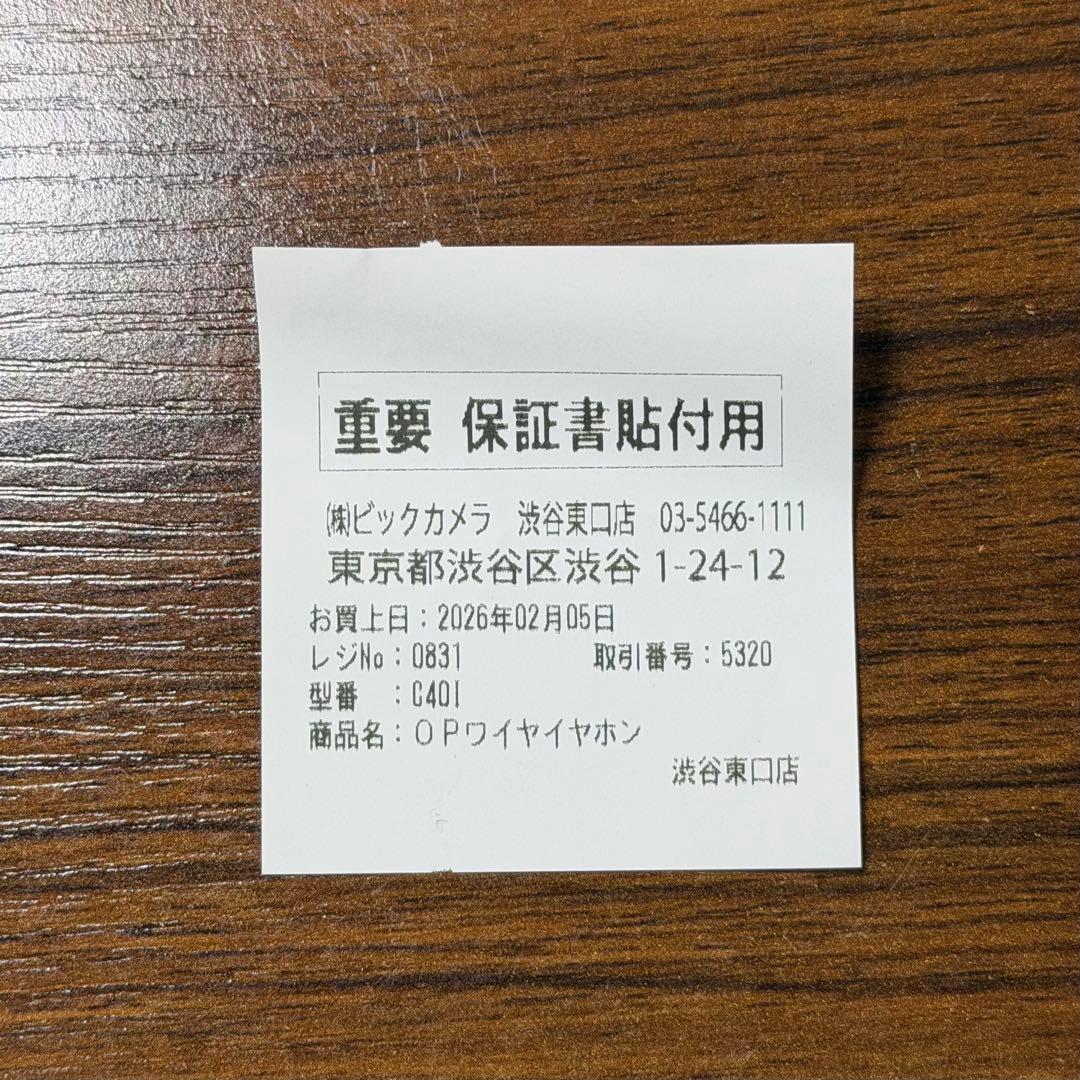 重要 保証書貼付用
㈱ビックカメラ 渋谷東口店 03-5466-1111
東京都渋谷区渋谷1-24-12
お買上日：2026年02月05日
レジNo：0831 取引番号：5320
型番 ：C40I
商品名：OPワイヤイヤホン
渋谷東口店